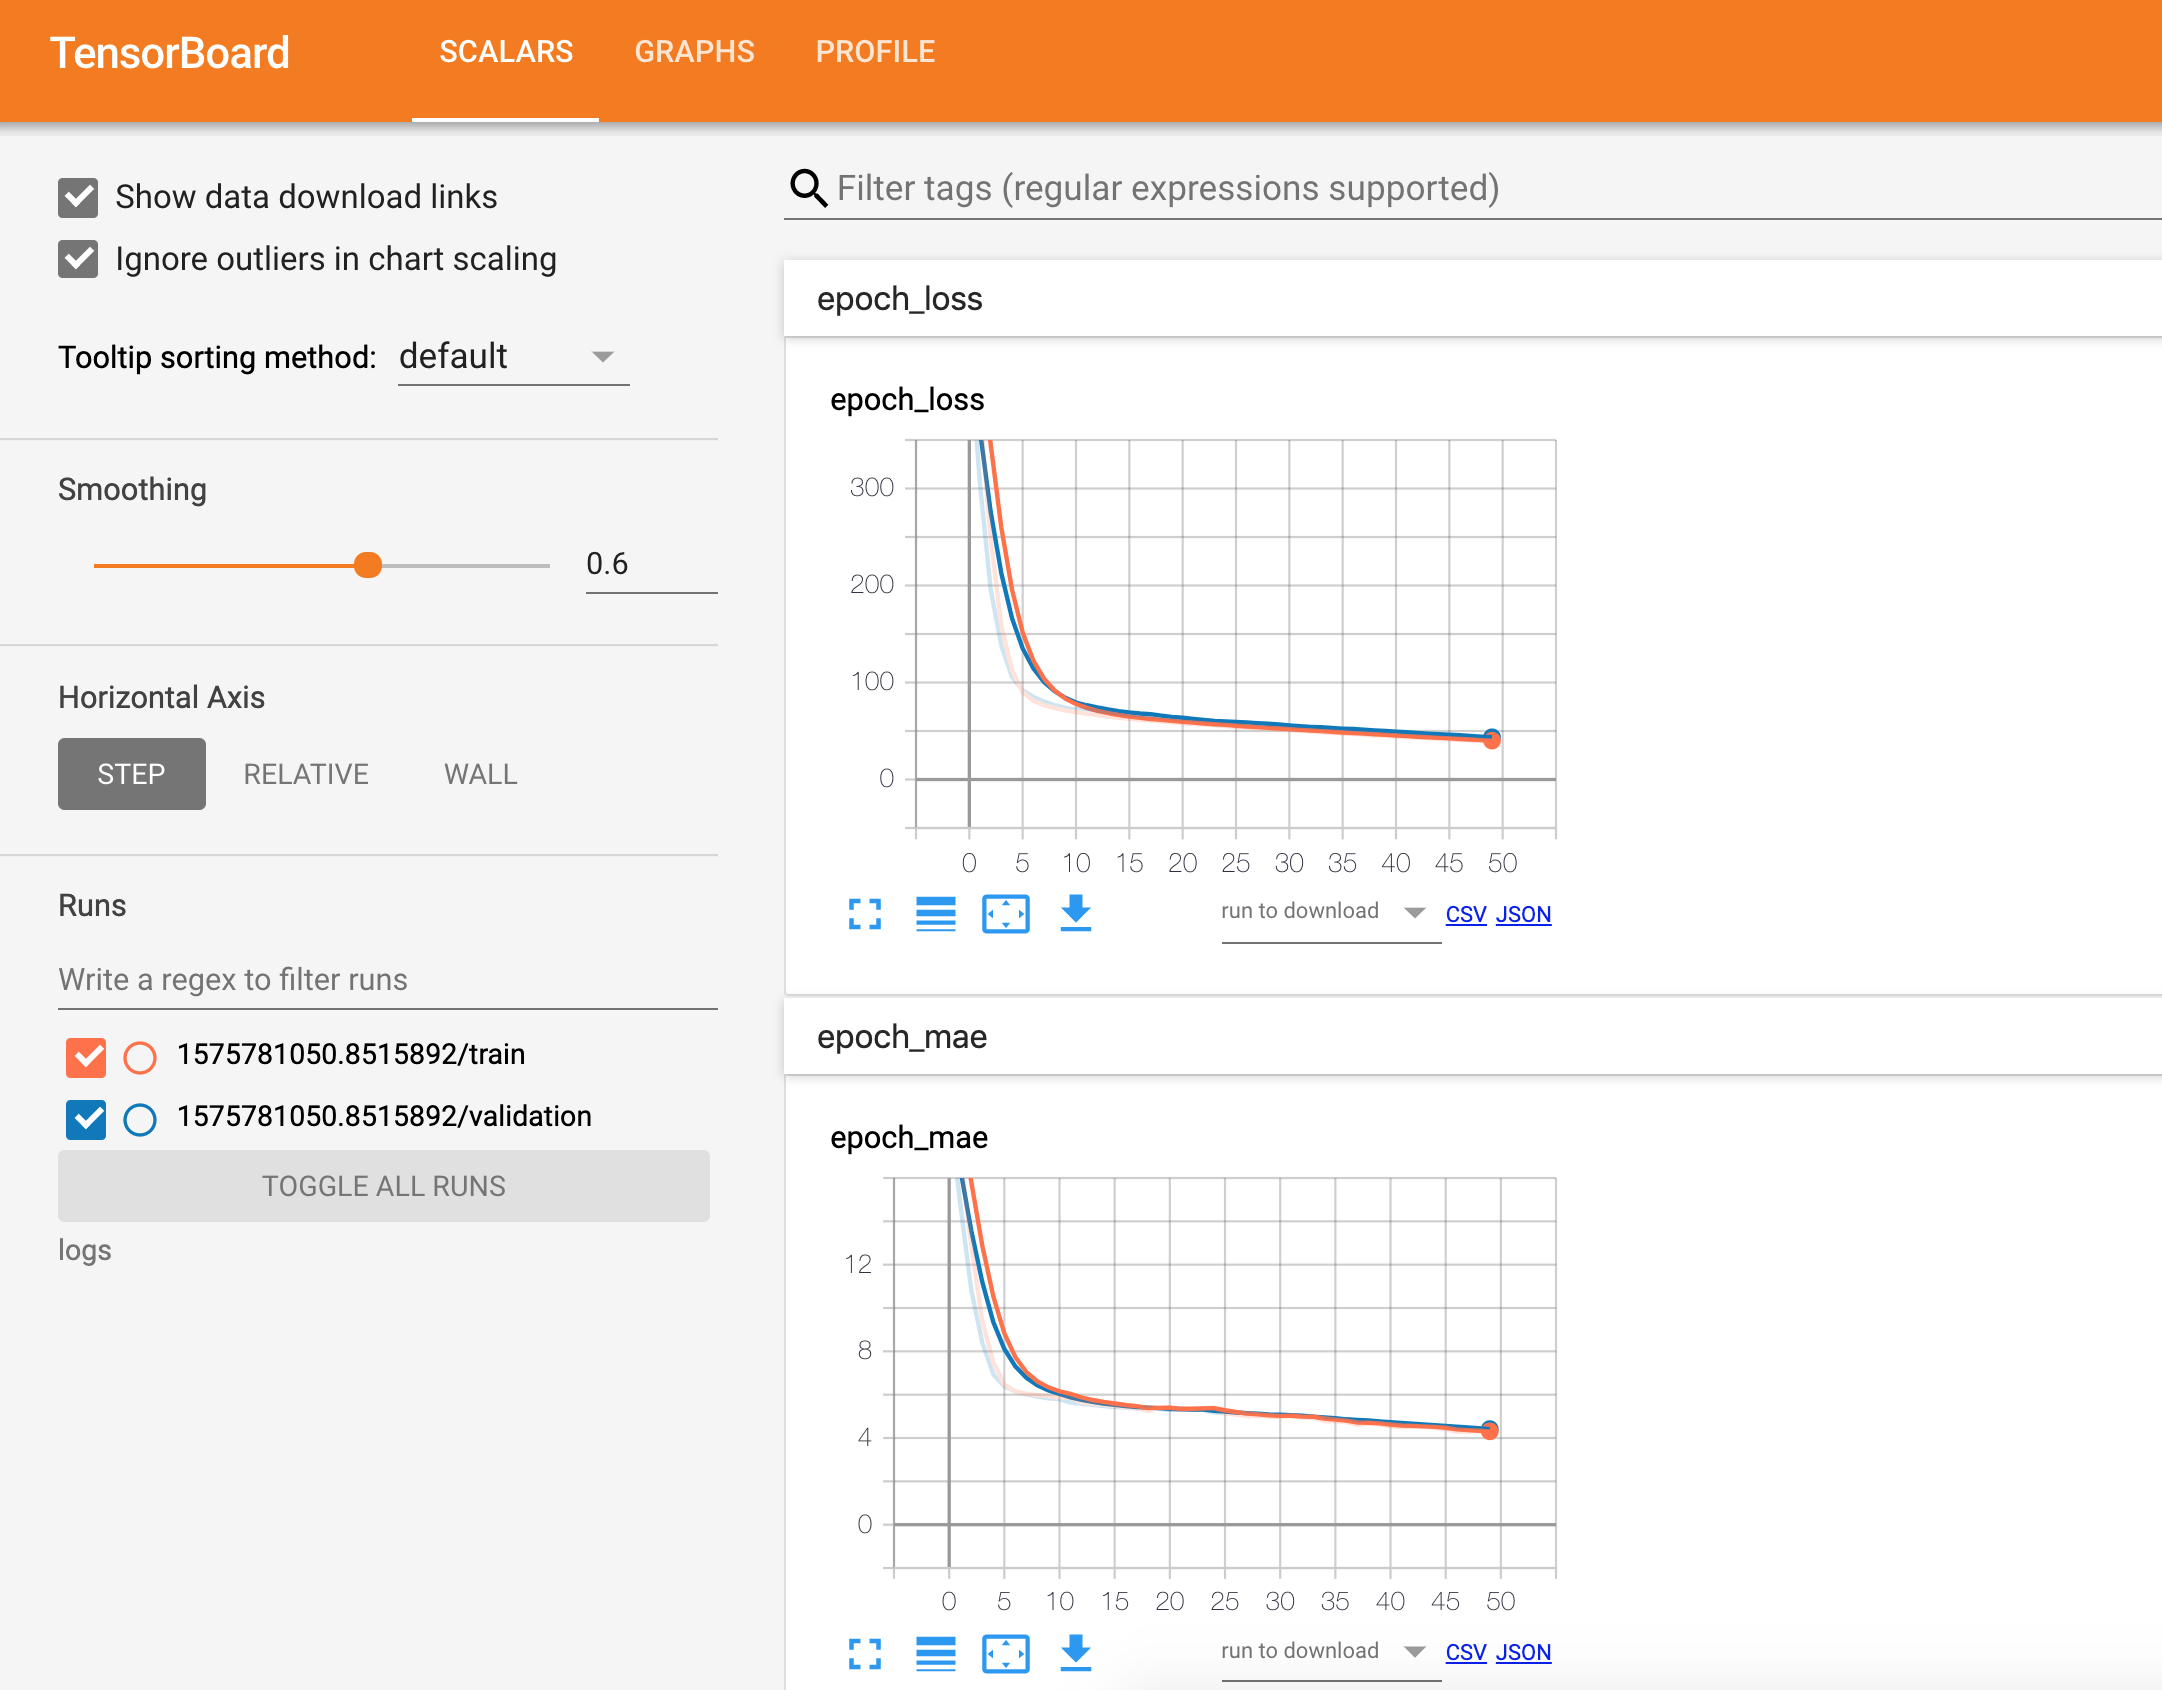 TensorBoard
SCALARS GRAPHS PROFILE
Show data download links
Ignore outliers in chart scaling
Tooltip sorting method: default
Smoothing
0.6
Horizontal Axis
STEP RELATIVE WALL
Runs
Write a regex to filter runs
1575781050.8515892/train
1575781050.8515892/validation
TOGGLE ALL RUNS
logs
Filter tags (regular expressions supported)
epoch_loss
epoch_loss
300
200
100
0
0 5 10 15 20 25 30 35 40 45 50
run to download CSV JSON
epoch_mae
epoch_mae
12
8
4
0
0 5 10 15 20 25 30 35 40 45 50
run to download CSV JSON